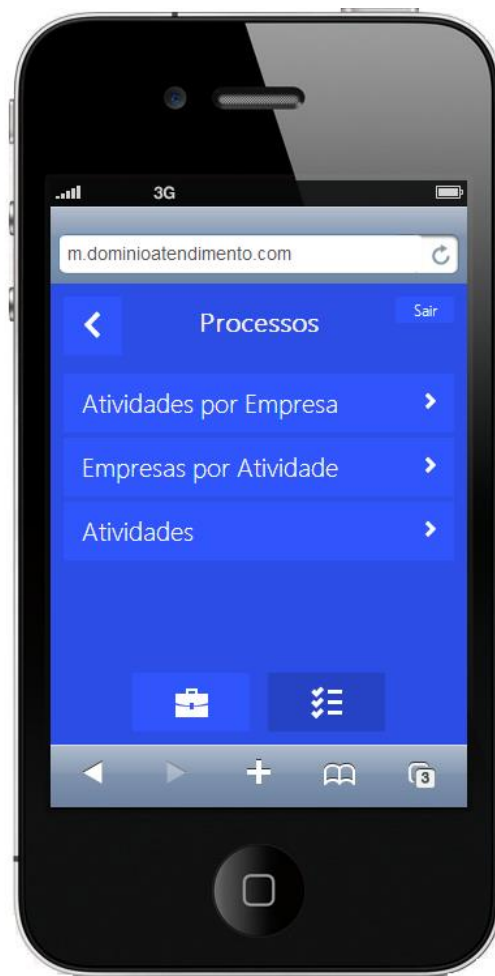 3G
m.dominioatendimento.com
Processos
Sair
Atividades por Empresa
Empresas por Atividade
Atividades
3